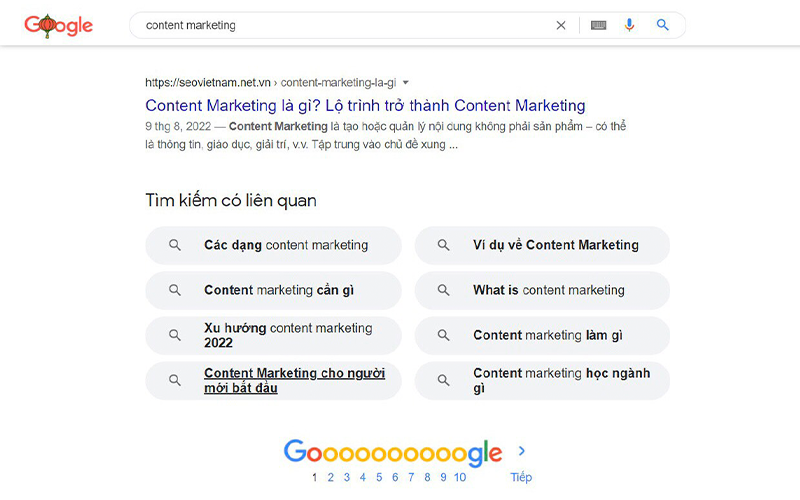 Google
content marketing
https://seovietnam.net.vn › content-marketing-la-gi
Content Marketing là gì? Lộ trình trở thành Content Marketing
9 thg 8, 2022 — Content Marketing là tạo hoặc quản lý nội dung không phải sản phẩm – có thể
là thông tin, giáo dục, giải trí, v.v. Tập trung vào chủ đề xung ...
Tìm kiếm có liên quan
Các dạng content marketing
Ví dụ về Content Marketing
Content marketing cần gì
What is content marketing
Xu hướng content marketing
2022
Content marketing làm gì
Content Marketing cho người
mới bắt đầu
Content marketing học ngành
gì
Goooooooooogle >
1 2 3 4 5 6 7 8 9 10 Tiếp